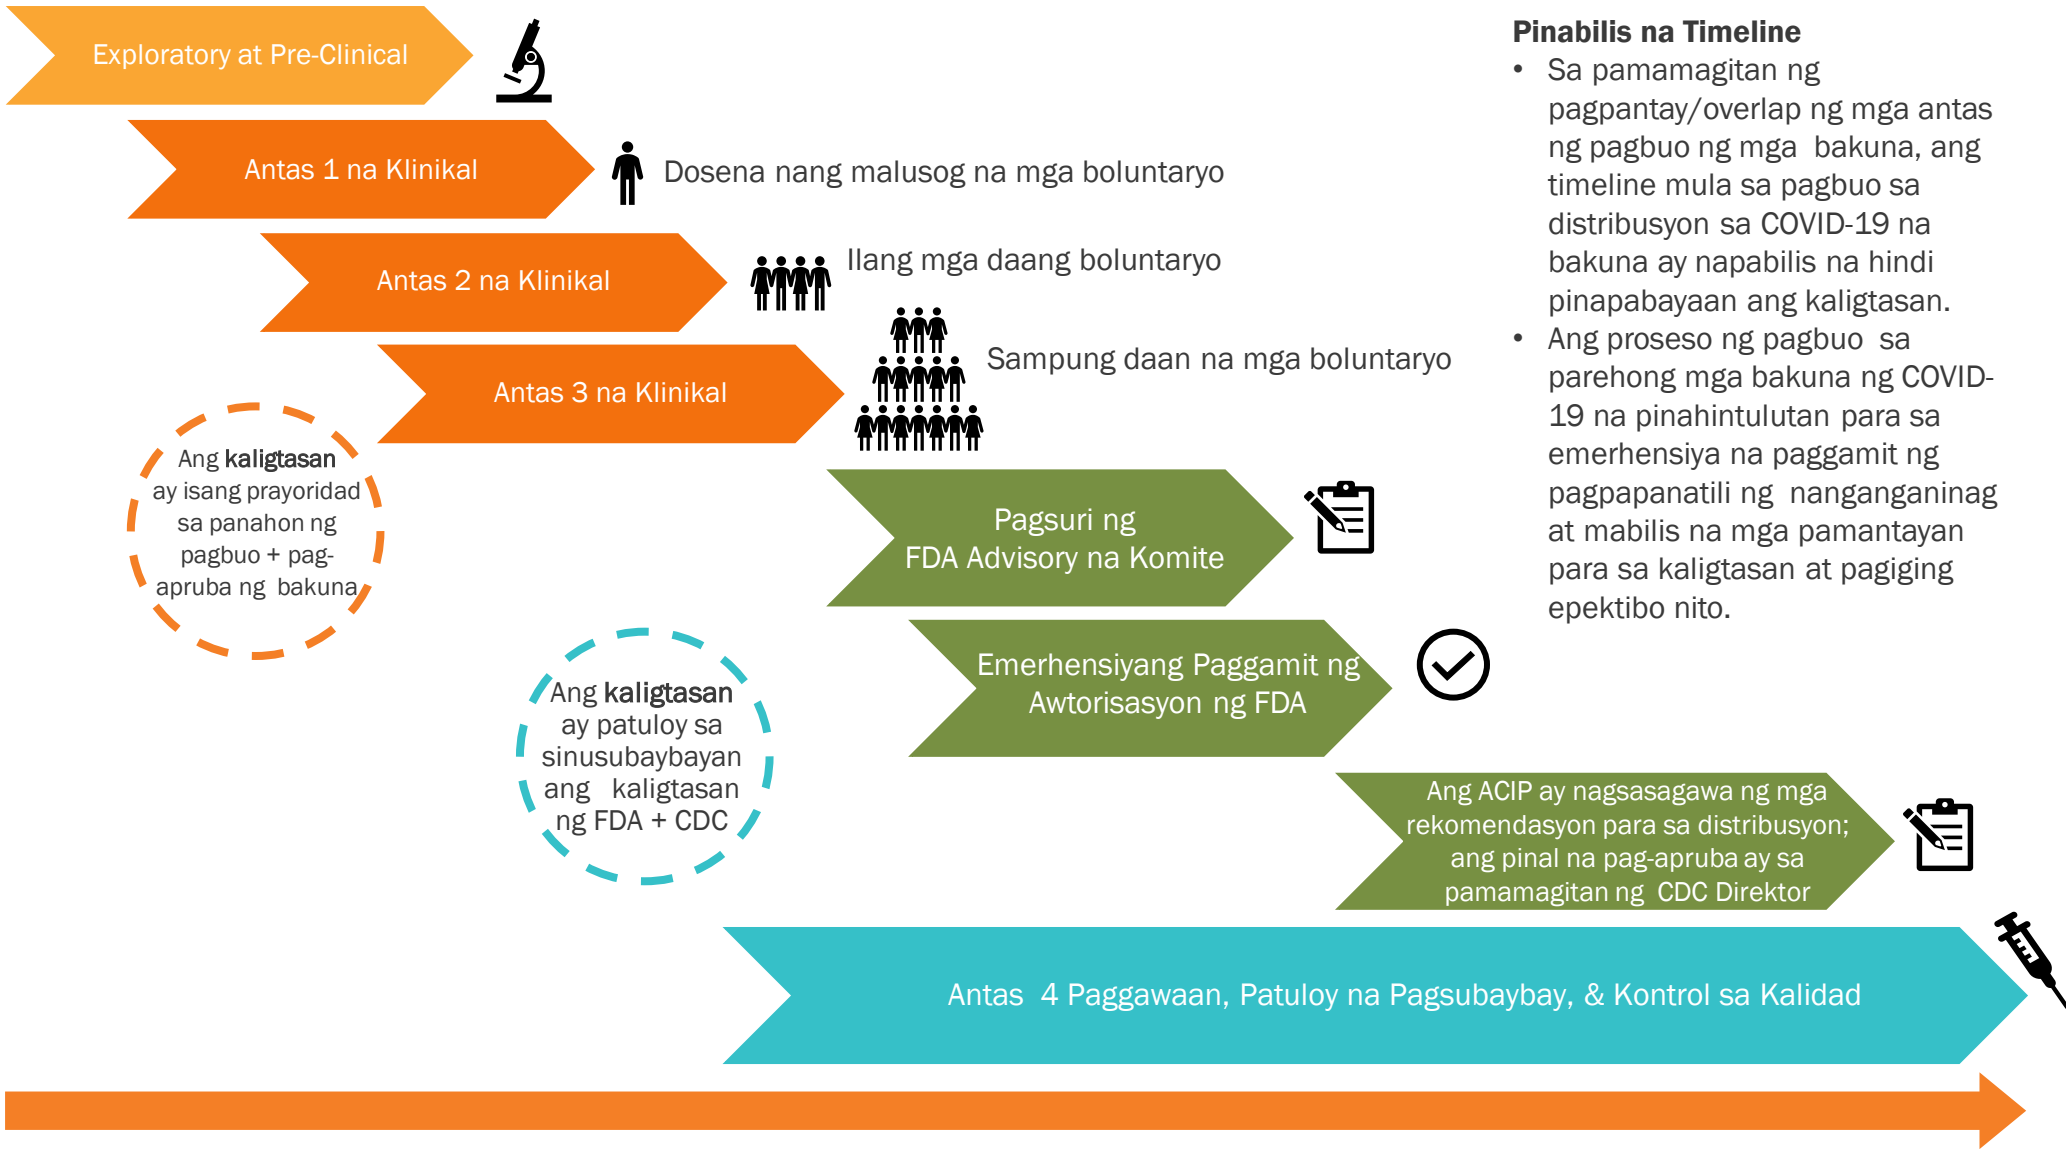 Exploratory at Pre-Clinical
Antas 1 na Klinikal
Dosena nang malusog na mga boluntaryo
Antas 2 na Klinikal
Ilang mga daang boluntaryo
Antas 3 na Klinikal
Sampung daan na mga boluntaryo
Pinabilis na Timeline
• Sa pamamagitan ng
pagpantay/overlap ng mga antas
ng pagbuo ng mga bakuna, ang
timeline mula sa pagbuo sa
distribusyon sa COVID-19 na
bakuna ay napabilis na hindi
pinapabayaan ang kaligtasan.
• Ang proseso ng pagbuo sa
parehong mga bakuna ng COVID-
19 na pinahintulutan para sa
emerhensiya na paggamit ng
pagpapanatili ng nanganganinag
at mabilis na mga pamantayan
para sa kaligtasan at pagiging
epektibo nito.
Ang kaligtasan
ay isang prayoridad
sa panahon ng
pagbuo + pag-
apruba ng bakuna
Pagsuri ng
FDA Advisory na Komite
Ang kaligtasan
ay patuloy sa
sinusubaybayan
ang kaligtasan
ng FDA + CDC
Emerhensiyang Paggamit ng
Awtorisasyon ng FDA
Ang ACIP ay nagsasagawa ng mga
rekomendasyon para sa distribusyon;
ang pinal na pag-apruba ay sa
pamamagitan ng CDC Direktor
Antas 4 Paggawaan, Patuloy na Pagsubaybay, & Kontrol sa Kalidad